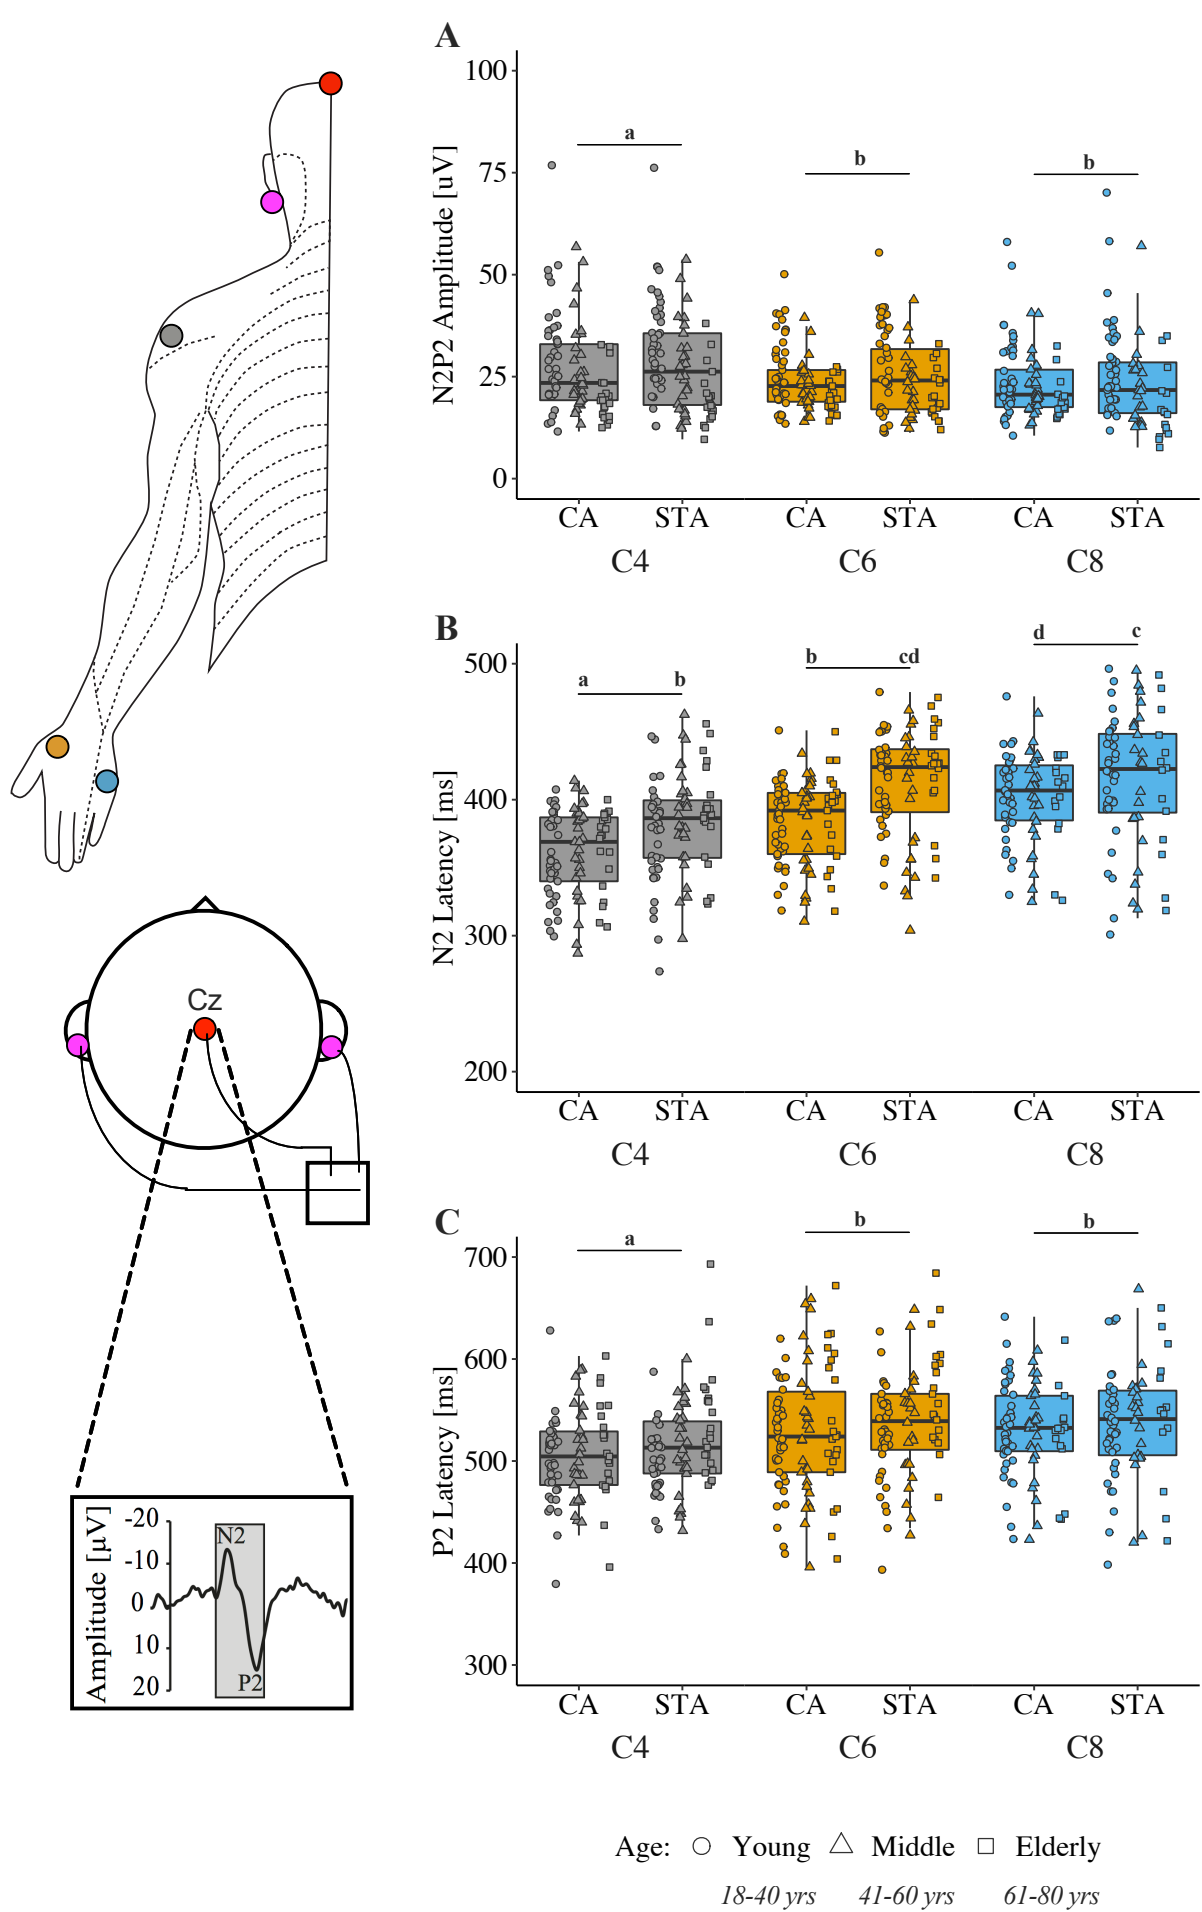 A
N2P2 Amplitude [uV]
100
75
50
25
0
a
b
b
CA STA CA STA CA STA
C4 C6 C8
B
N2 Latency [ms]
500
400
300
200
a b
b cd
d c
CA STA CA STA CA STA
C4 C6 C8
C
P2 Latency [ms]
700
600
500
400
300
a
b
b
CA STA CA STA CA STA
C4 C6 C8
Cz
Amplitude [µV]
-20
-10
0
10
20
N2
P2
Age: Young Middle Elderly
18-40 yrs 41-60 yrs 61-80 yrs